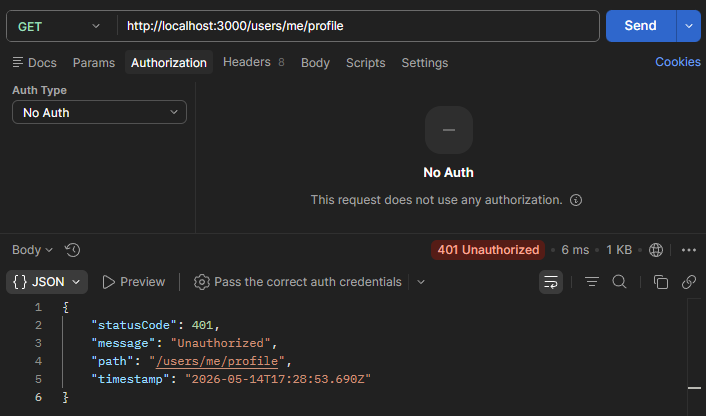 GET http://localhost:3000/users/me/profile Send
Docs Params Authorization Headers 8 Body Scripts Settings Cookies
Auth Type
No Auth
No Auth
This request does not use any authorization.
Body 401 Unauthorized • 6 ms • 1 KB
{} JSON Preview Pass the correct auth credentials
1 {
2 "statusCode": 401,
3 "message": "Unauthorized",
4 "path": "/users/me/profile",
5 "timestamp": "2026-05-14T17:28:53.690Z"
6 }